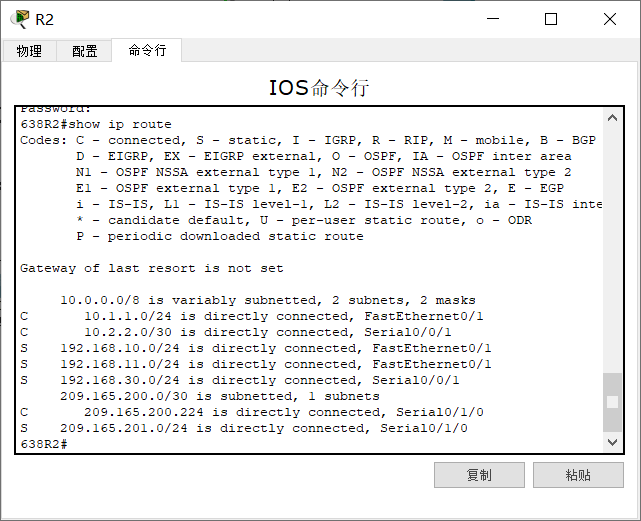 R2
物理 配置 命令行
IOS命令行
Password:
638R2#show ip route
Codes: C - connected, S - static, I - IGRP, R - RIP, M - mobile, B - BGP
D - EIGRP, EX - EIGRP external, O - OSPF, IA - OSPF inter area
N1 - OSPF NSSA external type 1, N2 - OSPF NSSA external type 2
E1 - OSPF external type 1, E2 - OSPF external type 2, E - EGP
i - IS-IS, L1 - IS-IS level-1, L2 - IS-IS level-2, ia - IS-IS inte
* - candidate default, U - per-user static route, o - ODR
P - periodic downloaded static route
Gateway of last resort is not set
10.0.0.0/8 is variably subnetted, 2 subnets, 2 masks
C 10.1.1.0/24 is directly connected, FastEthernet0/1
C 10.2.2.0/30 is directly connected, Serial0/0/1
S 192.168.10.0/24 is directly connected, FastEthernet0/1
S 192.168.11.0/24 is directly connected, FastEthernet0/1
S 192.168.30.0/24 is directly connected, Serial0/0/1
209.165.200.0/30 is subnetted, 1 subnets
C 209.165.200.224 is directly connected, Serial0/1/0
S 209.165.201.0/24 is directly connected, Serial0/1/0
638R2#
复制 粘贴